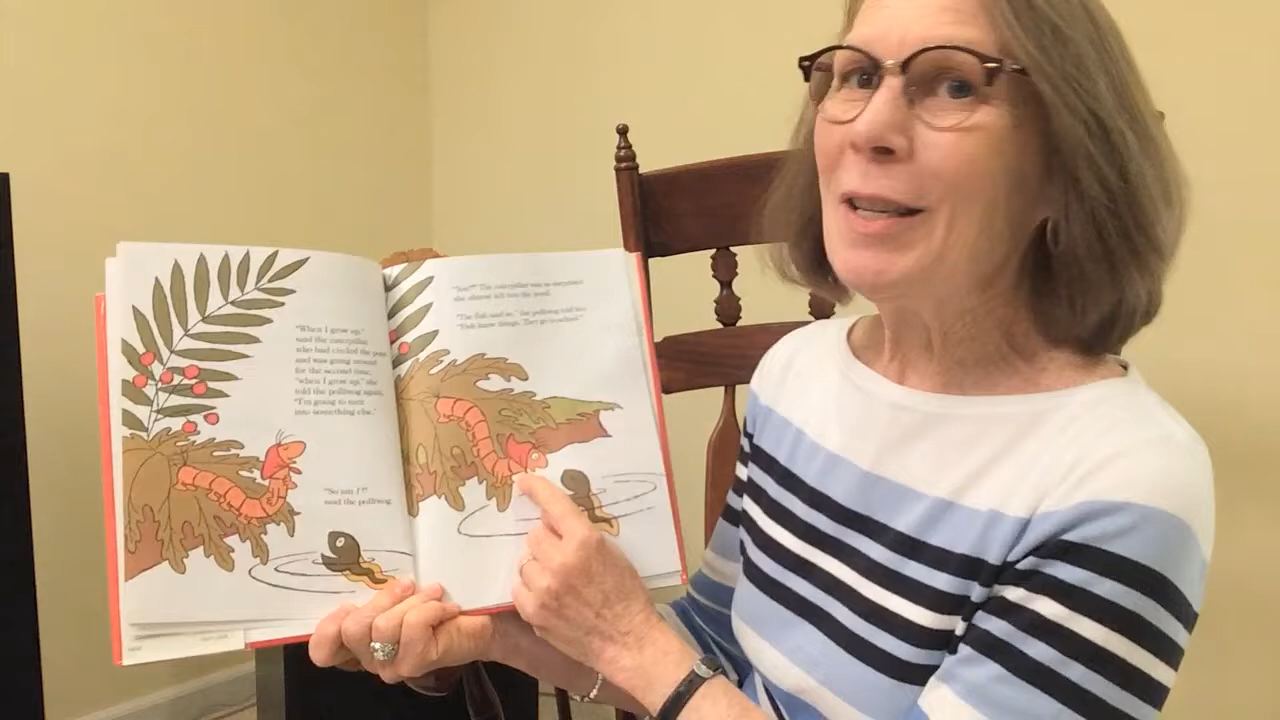 "When I grow up,"
said the caterpillar
who had circled the pond
and was going around
for the second time,
"when I grow up," she
told the polliwog again,
"I'm going to turn
into something else."
"So am I!"
said the polliwog.
"You?" The caterpillar was so surprised
she almost fell into the pond.
"The fish said so," the polliwog told her.
"Fish know things. They go to school."